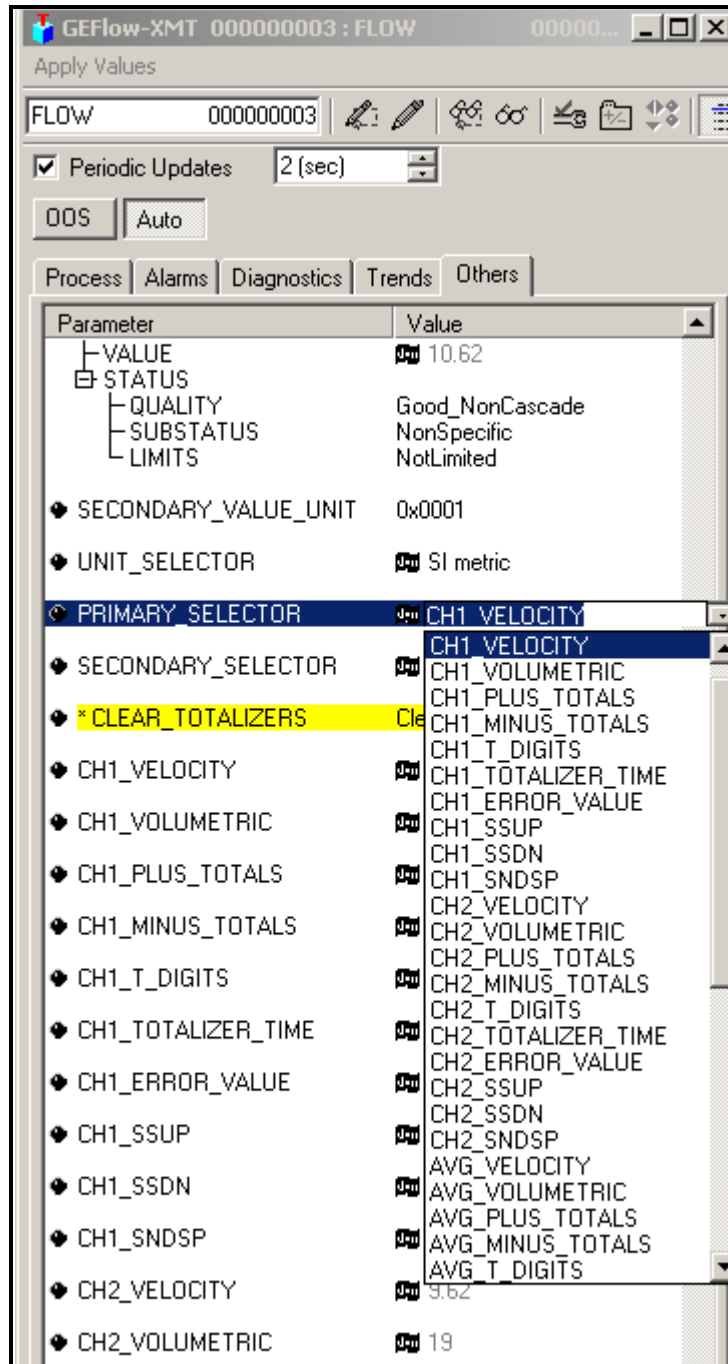 GEFlow-XMT 000000003 : FLOW 00000...
Apply Values
FLOW 000000003
Periodic Updates 2 (sec)
OOS Auto
Process Alarms Diagnostics Trends Others
Parameter Value
VALUE 10.62
STATUS
QUALITY Good_NonCascade
SUBSTATUS NonSpecific
LIMITS NotLimited
SECONDARY_VALUE_UNIT 0x0001
UNIT_SELECTOR SI metric
PRIMARY_SELECTOR CH1_VELOCITY
SECONDARY_SELECTOR
* CLEAR_TOTALIZERS Cle
CH1_VELOCITY
CH1_VOLUMETRIC
CH1_PLUS_TOTALS
CH1_MINUS_TOTALS
CH1_T_DIGITS
CH1_TOTALIZER_TIME
CH1_ERROR_VALUE
CH1_SSUP
CH1_SSDN
CH1_SNDSP
CH2_VELOCITY 9.62
CH2_VOLUMETRIC 19
CH1_VELOCITY
CH1_VOLUMETRIC
CH1_PLUS_TOTALS
CH1_MINUS_TOTALS
CH1_T_DIGITS
CH1_TOTALIZER_TIME
CH1_ERROR_VALUE
CH1_SSUP
CH1_SSDN
CH1_SNDSP
CH2_VELOCITY
CH2_VOLUMETRIC
CH2_PLUS_TOTALS
CH2_MINUS_TOTALS
CH2_T_DIGITS
CH2_TOTALIZER_TIME
CH2_ERROR_VALUE
CH2_SSUP
CH2_SSDN
CH2_SNDSP
AVG_VELOCITY
AVG_VOLUMETRIC
AVG_PLUS_TOTALS
AVG_MINUS_TOTALS
AVG_T_DIGITS